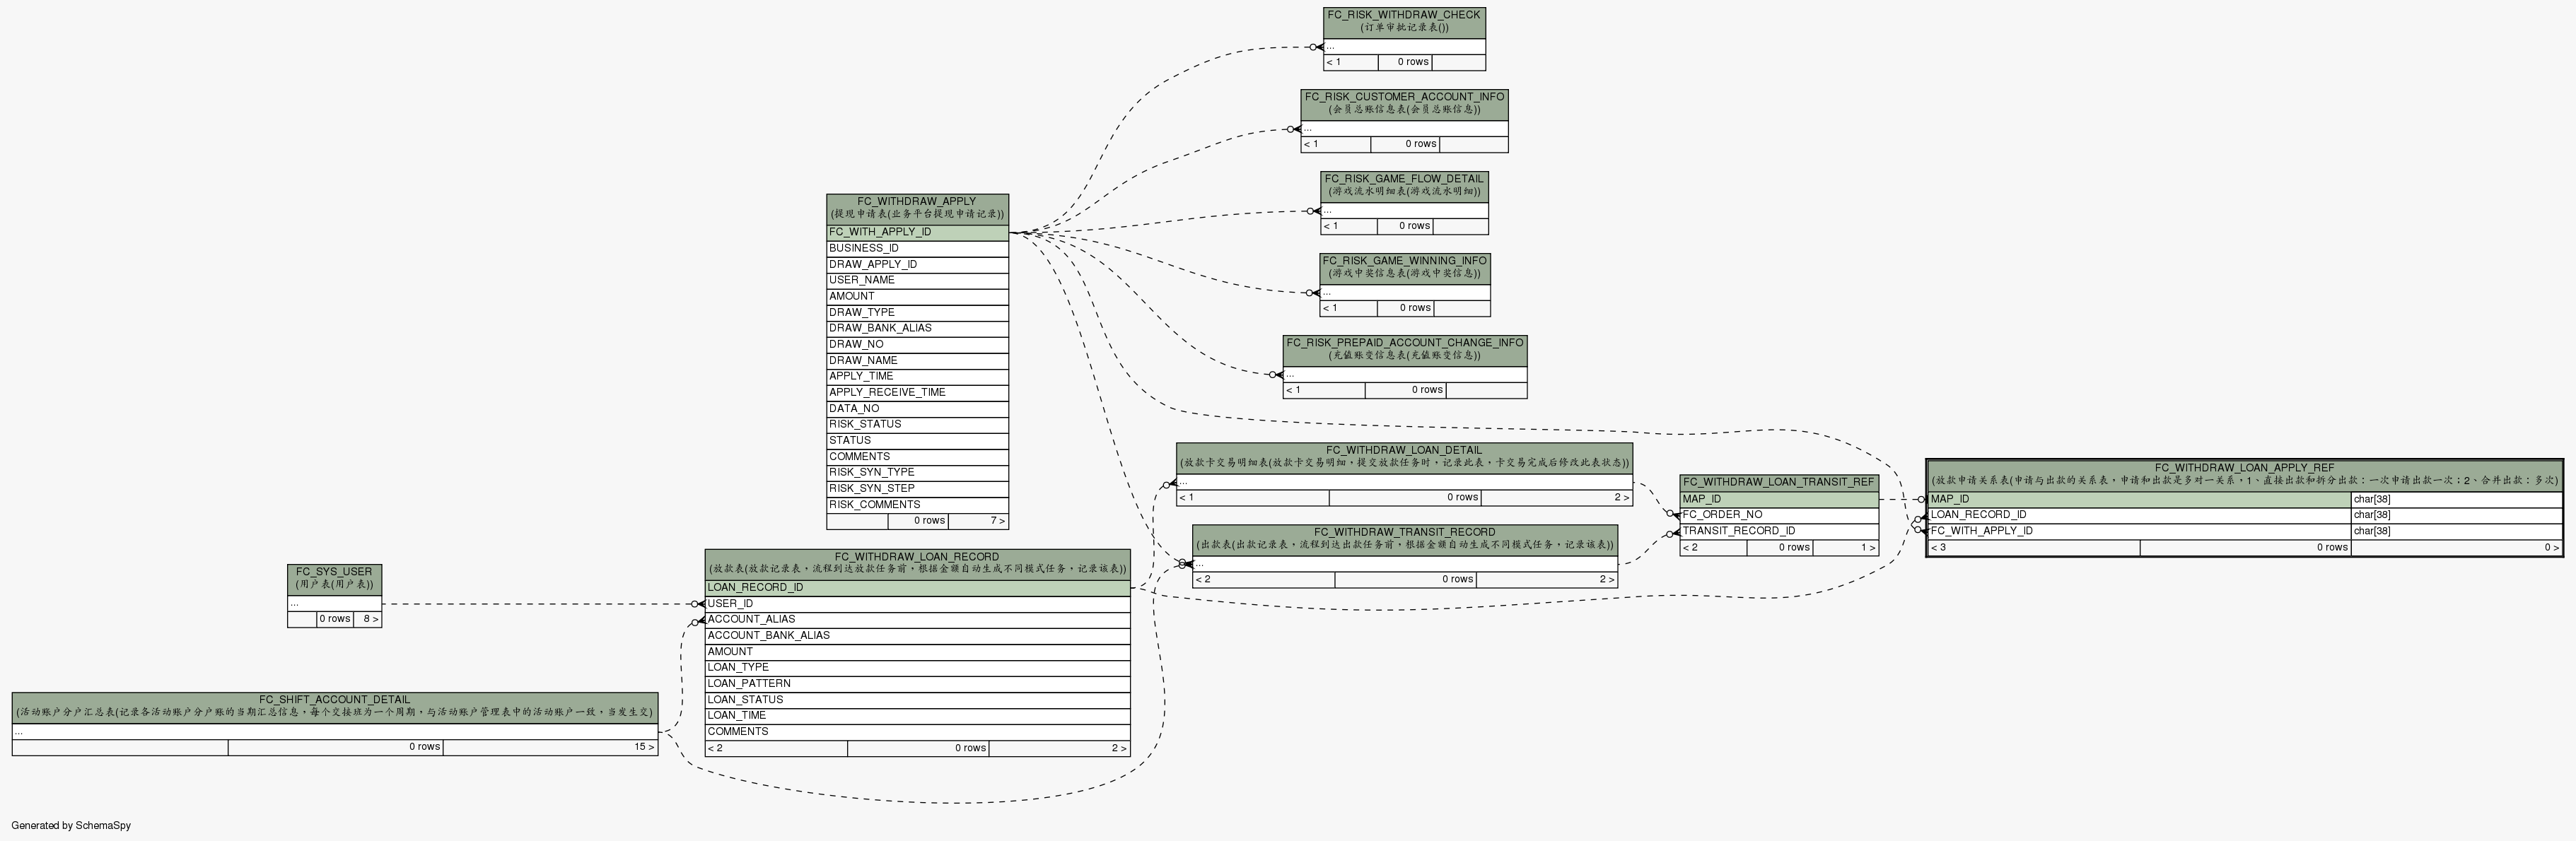 FC_RISK_WITHDRAW_CHECK
(订单审批记录表())
...
< 1 0 rows
FC_RISK_CUSTOMER_ACCOUNT_INFO
(会员总账信息表(会员总账信息))
...
< 1 0 rows
FC_RISK_GAME_FLOW_DETAIL
(游戏流水明细表(游戏流水明细))
...
< 1 0 rows
FC_RISK_GAME_WINNING_INFO
(游戏中奖信息表(游戏中奖信息))
...
< 1 0 rows
FC_RISK_PREPAID_ACCOUNT_CHANGE_INFO
(充值账变信息表(充值账变信息))
...
< 1 0 rows
FC_WITHDRAW_APPLY
(提现申请表(业务平台提现申请记录))
FC_WITH_APPLY_ID
BUSINESS_ID
DRAW_APPLY_ID
USER_NAME
AMOUNT
DRAW_TYPE
DRAW_BANK_ALIAS
DRAW_NO
DRAW_NAME
APPLY_TIME
APPLY_RECEIVE_TIME
DATA_NO
RISK_STATUS
STATUS
COMMENTS
RISK_SYN_TYPE
RISK_SYN_STEP
RISK_COMMENTS
0 rows 7 >
FC_WITHDRAW_LOAN_DETAIL
(放款卡交易明细表(放款卡交易明细，提交放款任务时，记录此表，卡交易完成后修改此表状态))
...
< 1 0 rows 2 >
FC_WITHDRAW_LOAN_TRANSIT_REF
MAP_ID
FC_ORDER_NO
TRANSIT_RECORD_ID
< 2 0 rows 1 >
FC_WITHDRAW_LOAN_APPLY_REF
(放款申请关系表(申请与出款的关系表，申请和出款是多对一关系，1、直接出款和拆分出款：一次申请出款一次；2、合并出款：多次)
MAP_ID char[38]
LOAN_RECORD_ID char[38]
FC_WITH_APPLY_ID char[38]
< 3 0 rows 0 >
FC_WITHDRAW_TRANSIT_RECORD
(出款表(出款记录表，流程到达出款任务前，根据金额自动生成不同模式任务，记录该表))
...
< 2 0 rows 2 >
FC_WITHDRAW_LOAN_RECORD
(放款表(放款记录表，流程到达放款任务前，根据金额自动生成不同模式任务，记录该表))
LOAN_RECORD_ID
USER_ID
ACCOUNT_ALIAS
ACCOUNT_BANK_ALIAS
AMOUNT
LOAN_TYPE
LOAN_PATTERN
LOAN_STATUS
LOAN_TIME
COMMENTS
< 2 0 rows 2 >
FC_SYS_USER
(用户表(用户表))
...
0 rows 8 >
FC_SHIFT_ACCOUNT_DETAIL
(活动账户分户汇总表(记录各活动账户分户账的当期汇总信息，每个交接班为一个周期，与活动账户管理表中的活动账户一致，当发生交)
...
0 rows 15 >
Generated by SchemaSpy